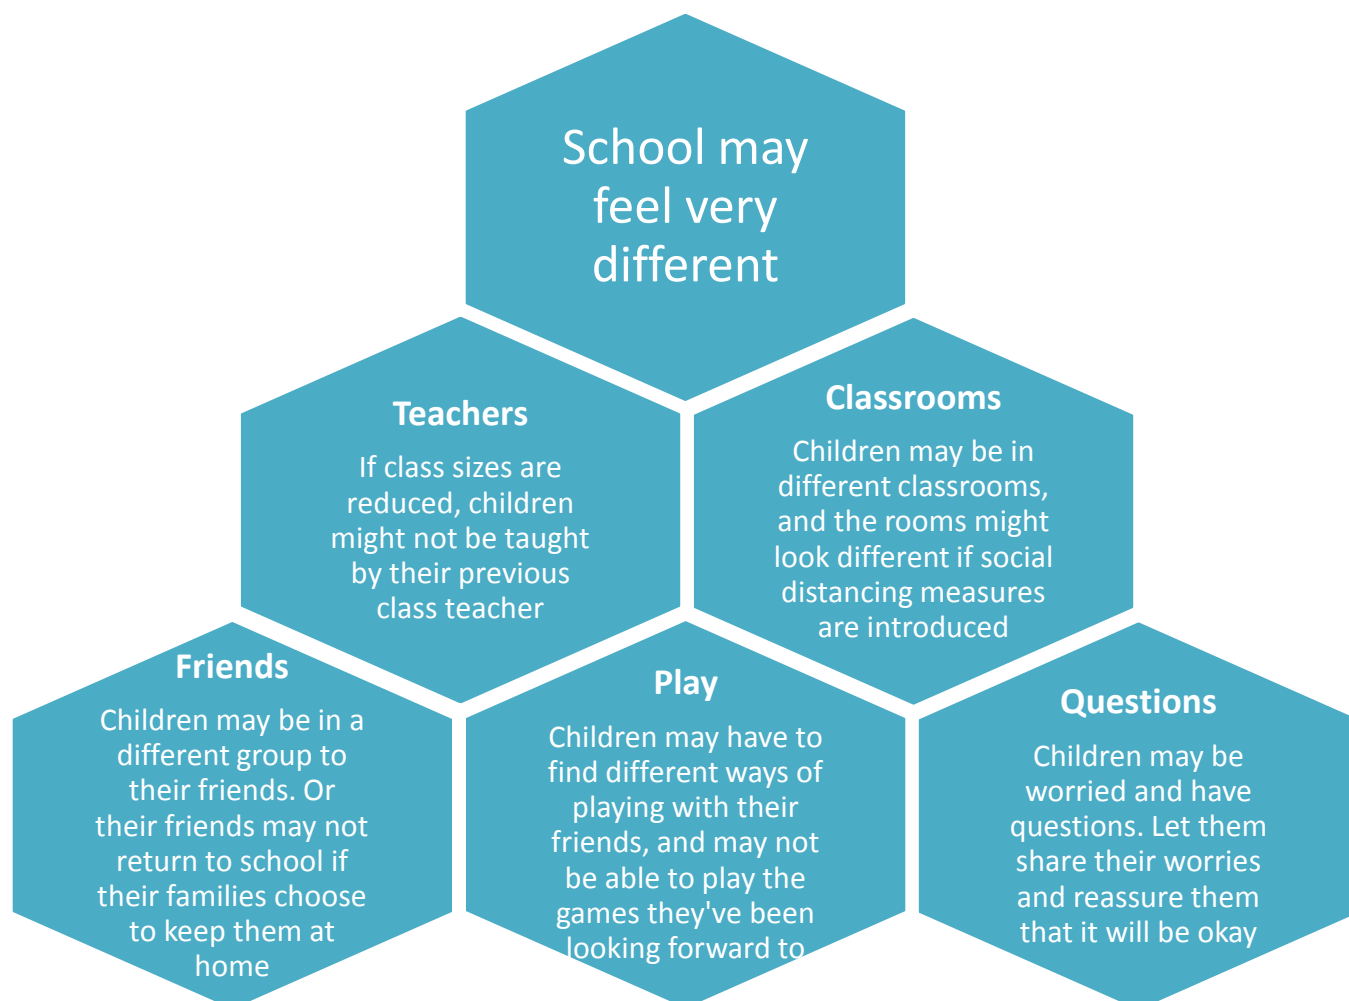 School may
feel very
different
Teachers
If class sizes are
reduced, children
might not be taught
by their previous
class teacher
Classrooms
Children may be in
different classrooms,
and the rooms might
look different if social
distancing measures
are introduced
Friends
Children may be in a
different group to
their friends. Or
their friends may not
return to school if
their families choose
to keep them at
home
Play
Children may have to
find different ways of
playing with their
friends, and may not
be able to play the
games they've been
looking forward to
Questions
Children may be
worried and have
questions. Let them
share their worries
and reassure them
that it will be okay